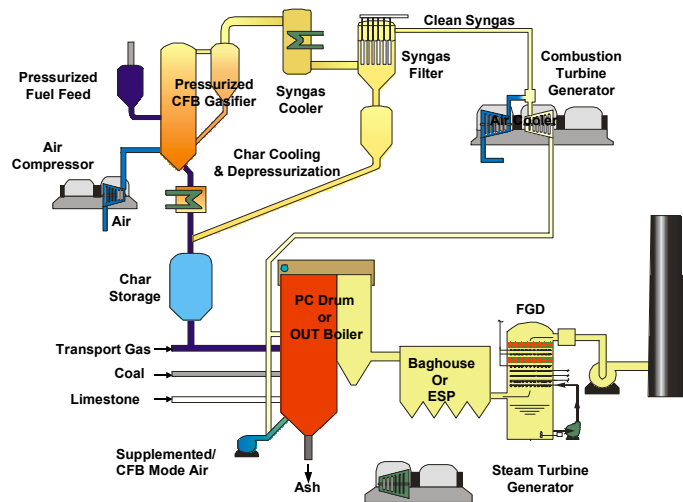 Clean Syngas
Pressurized
Fuel Feed
Pressurized
CFB Gasifier
Syngas
Cooler
Syngas
Filter
Combustion
Turbine
Generator
Air Cooler
Air
Compressor
Air
Char Cooling
& Depressurization
Char
Storage
PC Drum
or
OUT Boiler
FGD
Transport Gas
Coal
Limestone
Baghouse
Or
ESP
Supplemented/
CFB Mode Air
Ash
Steam Turbine
Generator